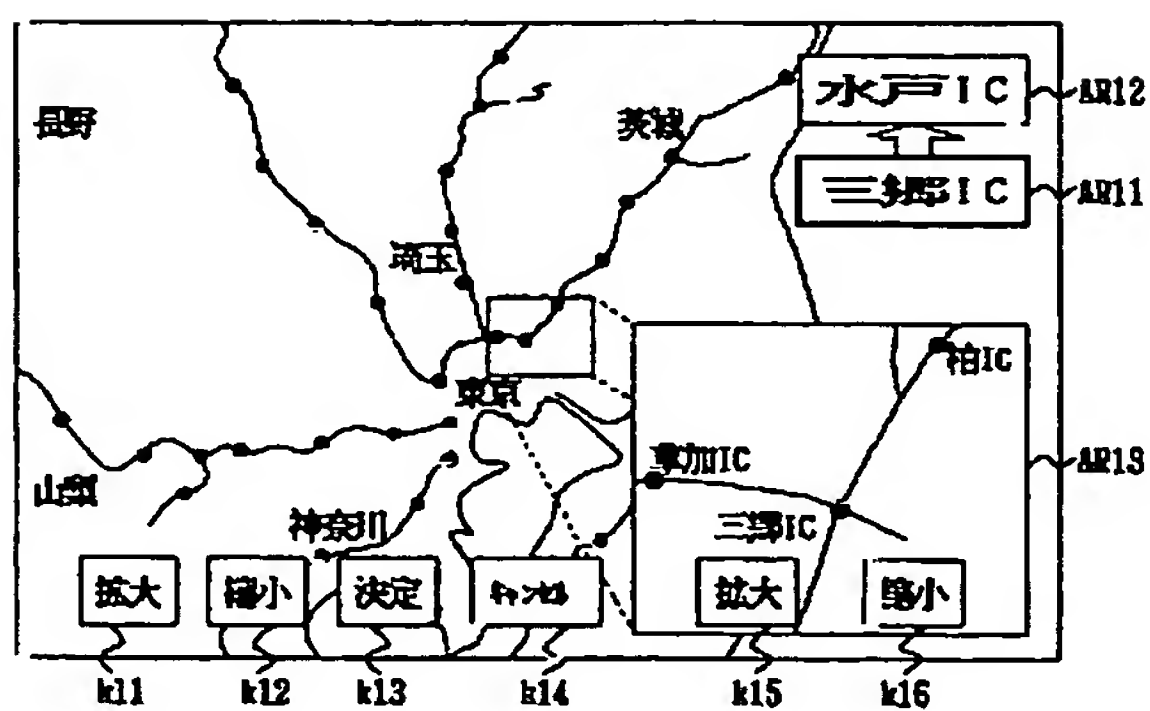 長野
茨城
水戸IC
AR12
三郷IC
AR11
埼玉
東京
柏IC
草加IC
AR13
山梨
三郷IC
神奈川
拡大
縮小
決定
キャンセル
拡大
縮小
k11
k12
k13
k14
k15
k16